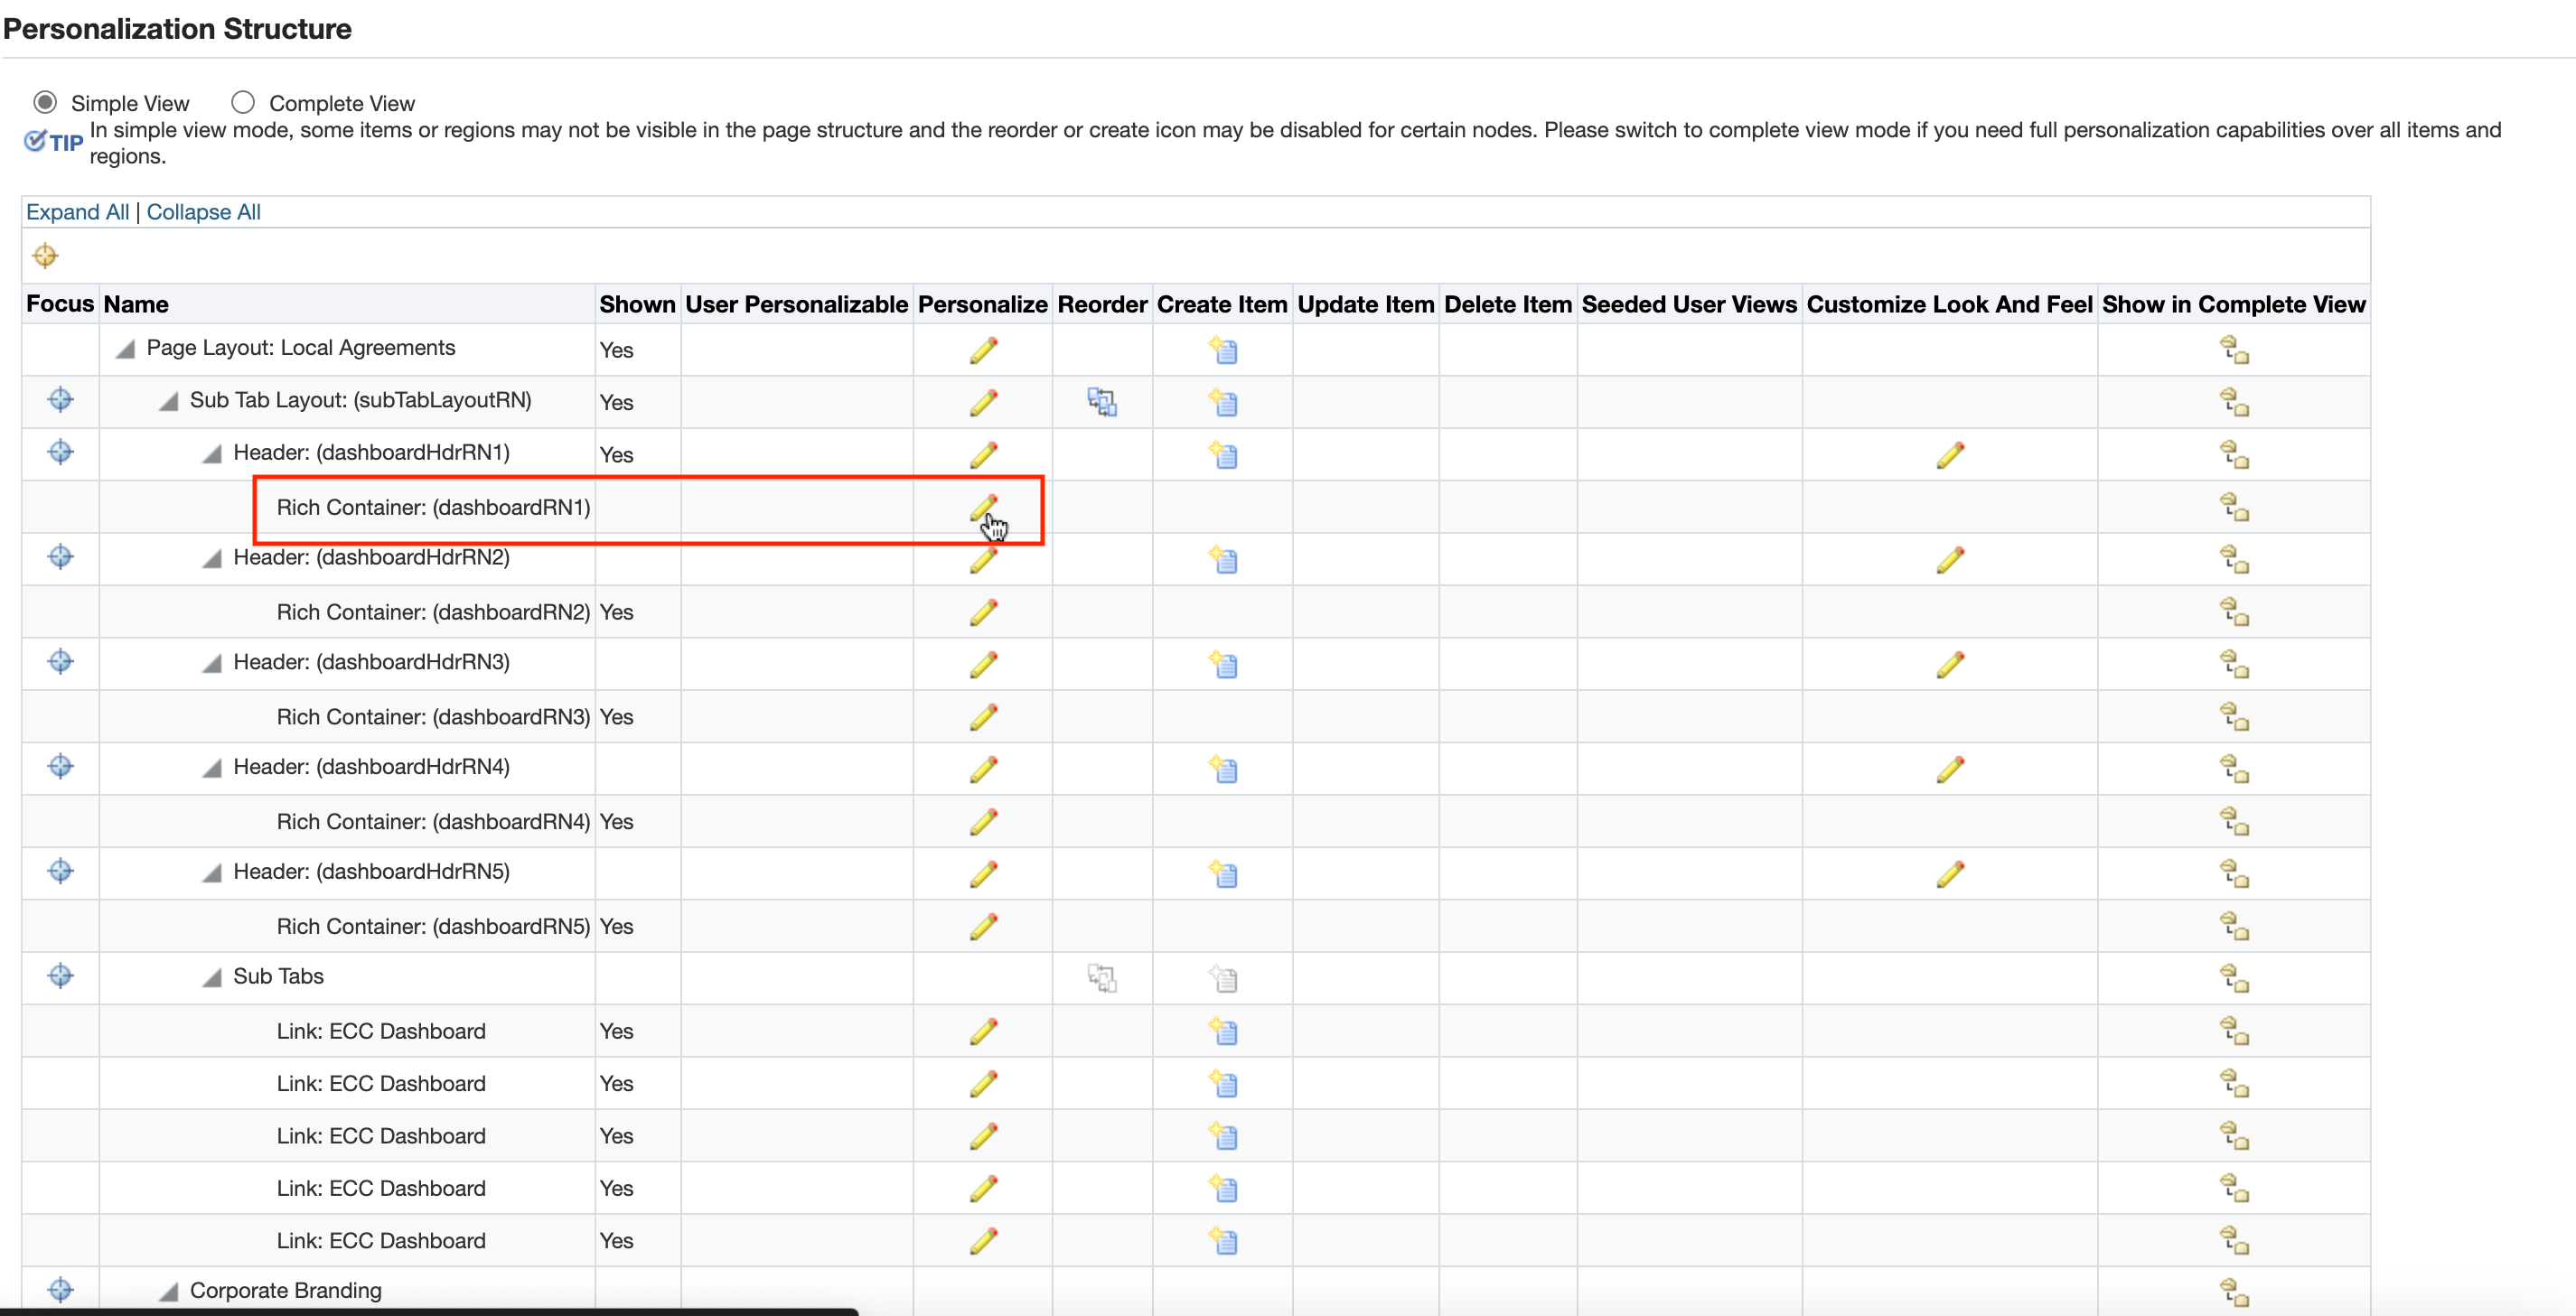 Personalization Structure
Simple View Complete View
TIP In simple view mode, some items or regions may not be visible in the page structure and the reorder or create icon may be disabled for certain nodes. Please switch to complete view mode if you need full personalization capabilities over all items and
regions.
Expand All | Collapse All
Focus Name Shown User Personalizable Personalize Reorder Create Item Update Item Delete Item Seeded User Views Customize Look And Feel Show in Complete View
Page Layout: Local Agreements Yes
Sub Tab Layout: (subTabLayoutRN) Yes
Header: (dashboardHdrRN1) Yes
Rich Container: (dashboardRN1)
Header: (dashboardHdrRN2)
Rich Container: (dashboardRN2) Yes
Header: (dashboardHdrRN3)
Rich Container: (dashboardRN3) Yes
Header: (dashboardHdrRN4)
Rich Container: (dashboardRN4) Yes
Header: (dashboardHdrRN5)
Rich Container: (dashboardRN5) Yes
Sub Tabs
Link: ECC Dashboard Yes
Link: ECC Dashboard Yes
Link: ECC Dashboard Yes
Link: ECC Dashboard Yes
Link: ECC Dashboard Yes
Corporate Branding